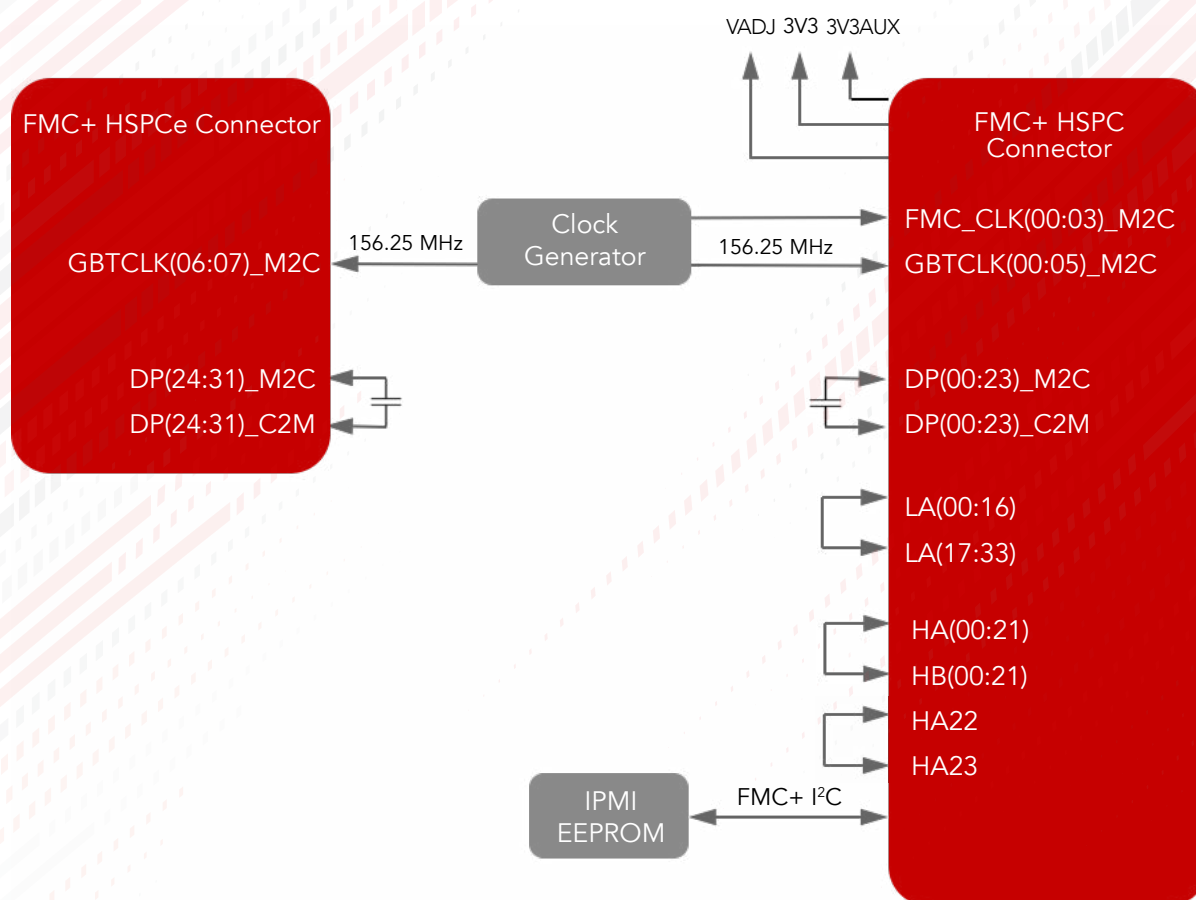 VADJ 3V3 3V3AUX
FMC+ HSPCe Connector
FMC+ HSPC
Connector
Clock
Generator
156.25 MHz
156.25 MHz
GBTCLK(06:07)_M2C
FMC_CLK(00:03)_M2C
GBTCLK(00:05)_M2C
DP(24:31)_M2C
DP(24:31)_C2M
DP(00:23)_M2C
DP(00:23)_C2M
LA(00:16)
LA(17:33)
HA(00:21)
HB(00:21)
HA22
HA23
IPMI
EEPROM
FMC+ I²C